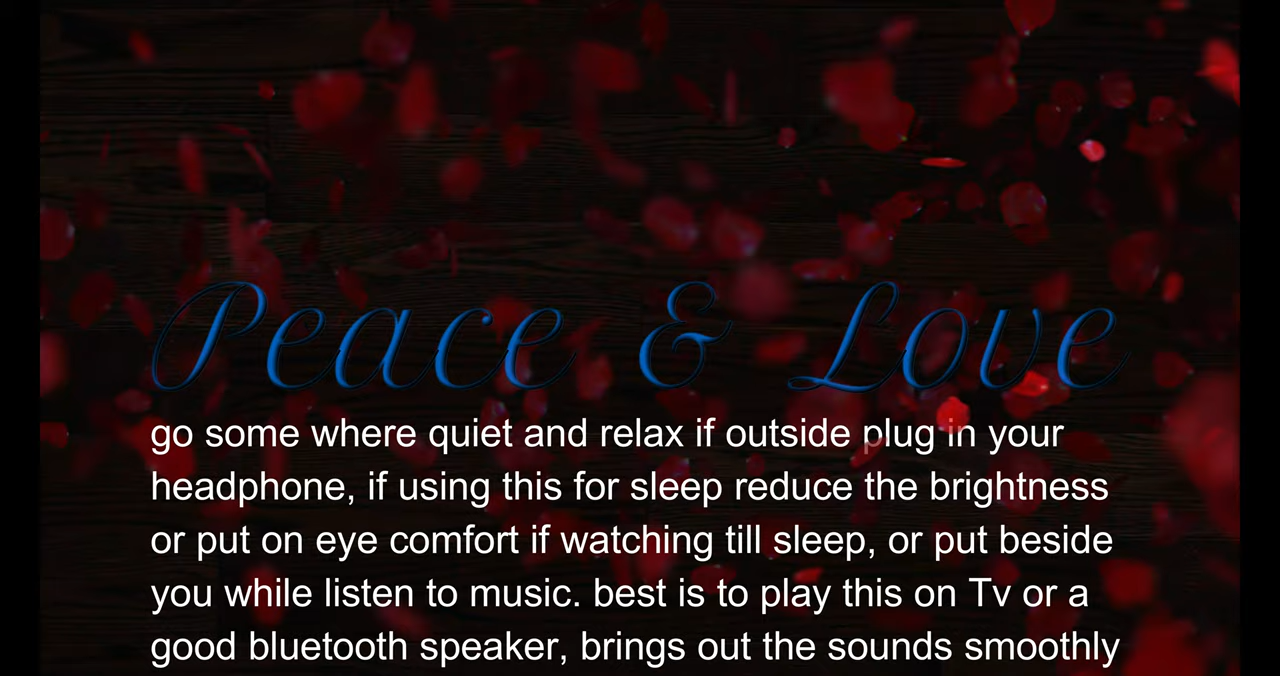 Peace & Love
go some where quiet and relax if outside plug in your
headphone, if using this for sleep reduce the brightness
or put on eye comfort if watching till sleep, or put beside
you while listen to music. best is to play this on Tv or a
good bluetooth speaker, brings out the sounds smoothly